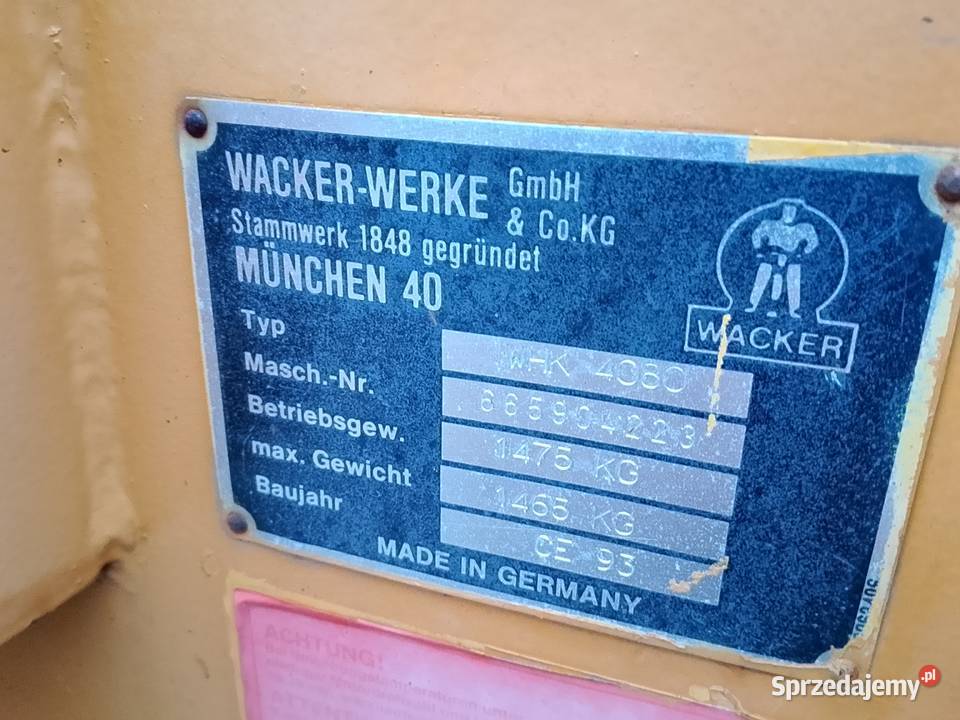 WACKER-WERKE GmbH & Co.KG
Stammwerk 1848 gegründet
MÜNCHEN 40
WACKER
Typ WHK 4080
Masch.-Nr. 665904223
Betriebsgew. 1475 KG
max. Gewicht 1465 KG
Baujahr CE 93
MADE IN GERMANY
ACHTUNG!
Sprzedajemy.pl